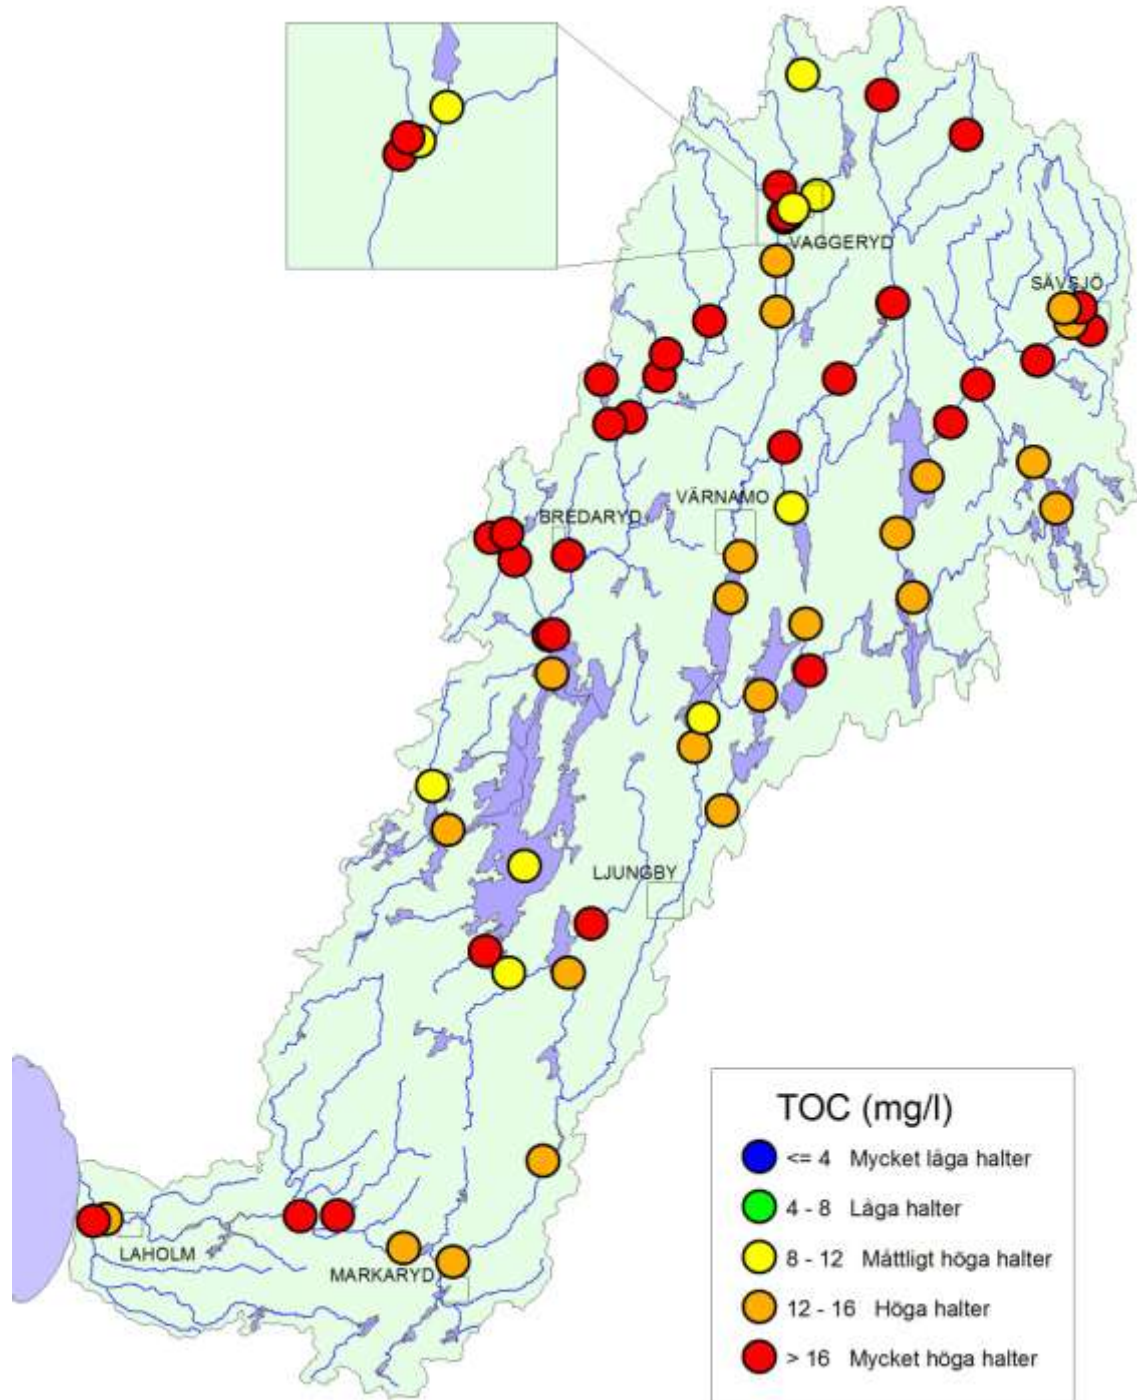 VAGGERYD
SÄVSJÖ
VÄRNAMO
BREDARYD
LJUNGBY
LAHOLM
MARKARYD
TOC (mg/l)
<= 4 Mycket låga halter
4 - 8 Låga halter
8 - 12 Måttligt höga halter
12 - 16 Höga halter
> 16 Mycket höga halter